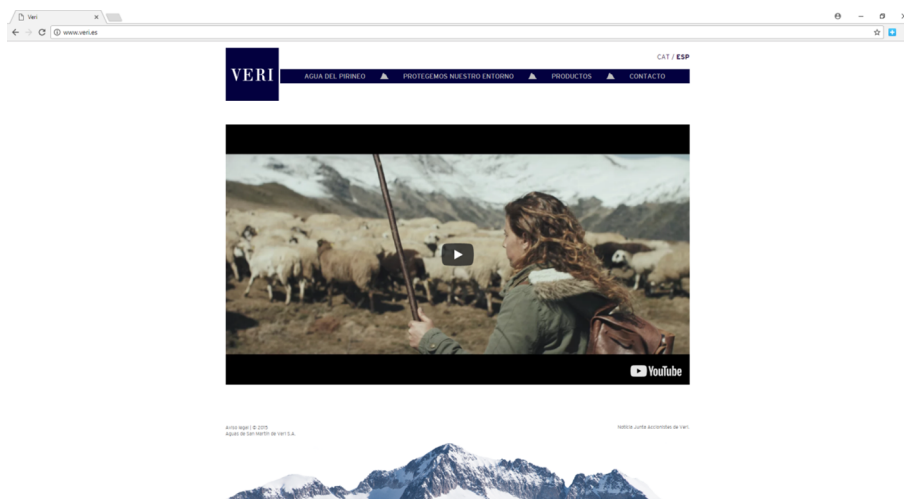 Veri
www.veri.es
CAT / ESP
VERI
AGUA DEL PIRINEO PROTEGEMOS NUESTRO ENTORNO PRODUCTOS CONTACTO
YouTube
Aviso legal | © 2015
Aguas de San Martín de Veri S.A.
Noticia Junta Accionistas de Veri.